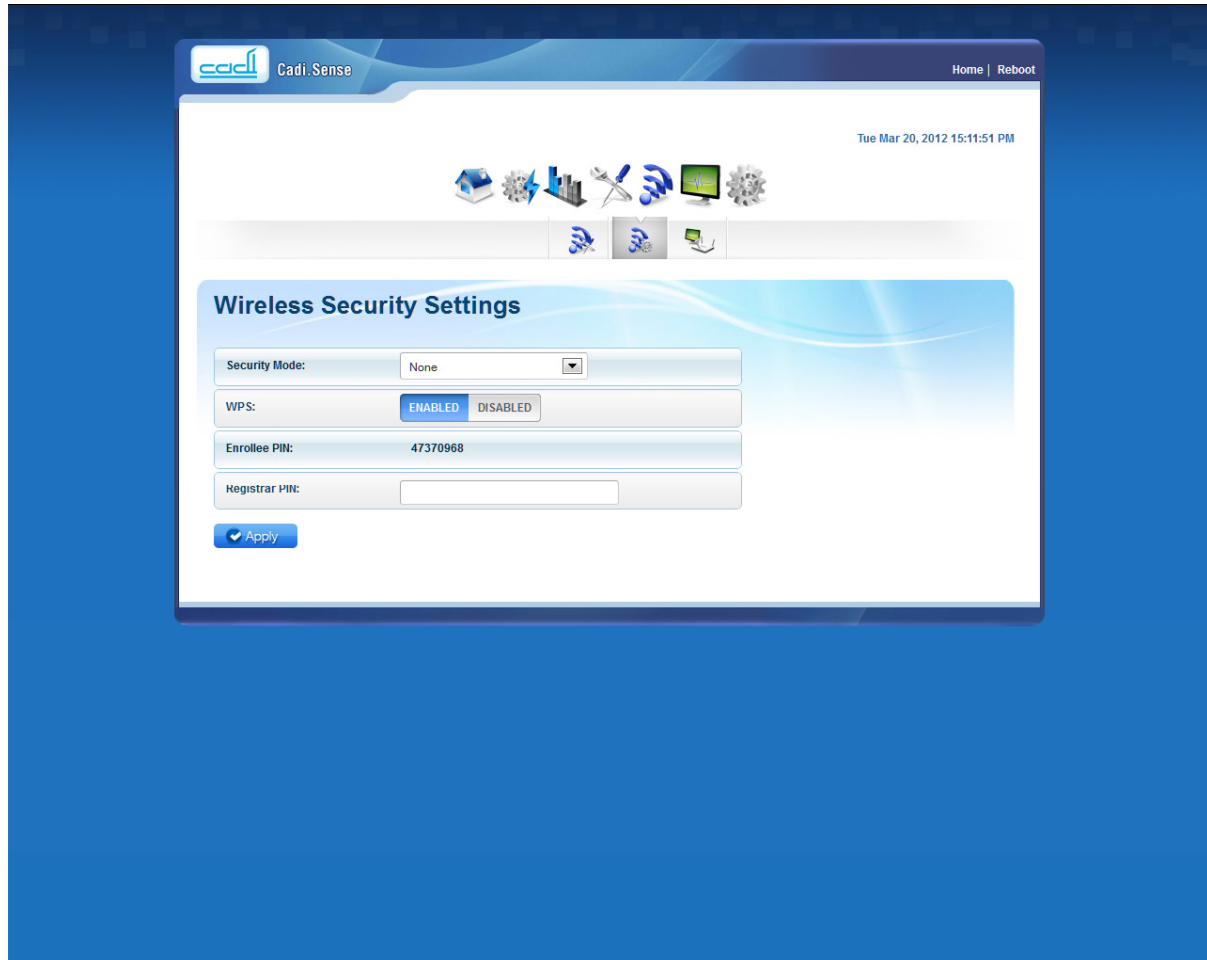 cadi Cadi.Sense
Home | Reboot
Tue Mar 20, 2012 15:11:51 PM
Wireless Security Settings
Security Mode: None
WPS: ENABLED DISABLED
Enrollee PIN: 47370968
Registrar PIN:
Apply